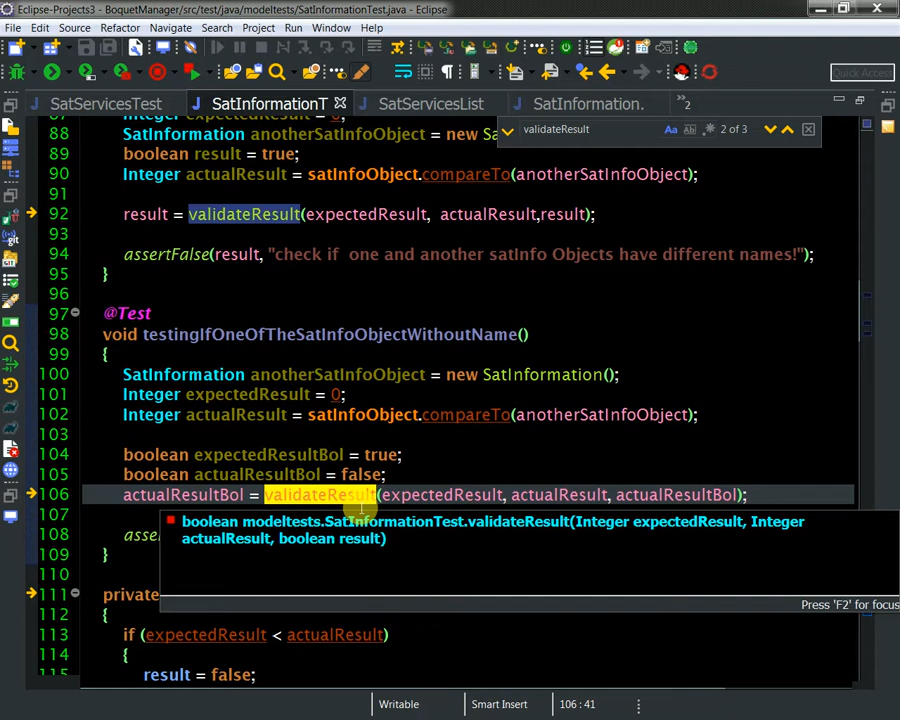 Eclipse-Projects3 - BoquetManager/src/test/java/modeltests/SatInformationTest.java - Eclipse
File Edit Source Refactor Navigate Search Project Run Window Help
Quick Access
SatServicesTest SatInformationT SatServicesList SatInformation. »2
validateResult Aa Ab 2 of 3
88 SatInformation anotherSatInfoObject = new
89 boolean result = true;
90 Integer actualResult = satInfoObject.compareTo(anotherSatInfoObject);
91
92 result = validateResult(expectedResult, actualResult,result);
93
94 assertFalse(result, "check if one and another satInfo Objects have different names!");
95 }
96
97 @Test
98 void testingIfOneOfTheSatInfoObjectWithoutName()
99 {
100 SatInformation anotherSatInfoObject = new SatInformation();
101 Integer expectedResult = 0;
102 Integer actualResult = satInfoObject.compareTo(anotherSatInfoObject);
103
104 boolean expectedResultBol = true;
105 boolean actualResultBol = false;
106 actualResultBol = validateResult(expectedResult, actualResult, actualResultBol);
107
boolean modeltests.SatInformationTest.validateResult(Integer expectedResult, Integer
108 asse
actualResult, boolean result)
109 }
110
111 private
Press 'F2' for focus
112 {
113 if (expectedResult < actualResult)
114 {
115 result = false;
Writable Smart Insert 106 : 41